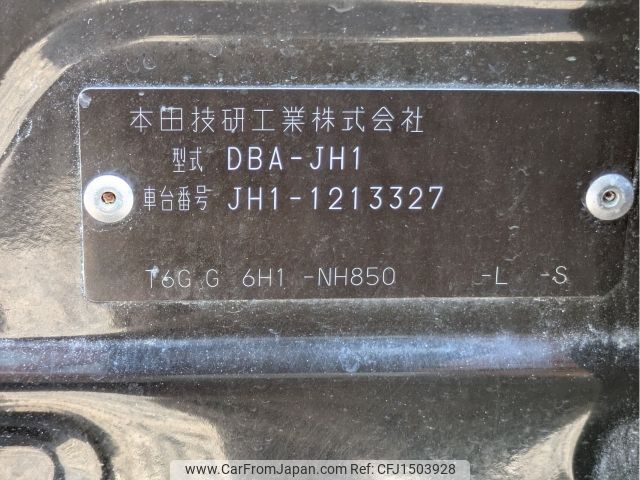 本田技研工業株式会社
型式 DBA-JH1
車台番号 JH1-1213327
T6G G 6H1 -NH850 -L -S
www.CarFromJapan.com | CFJ1503928